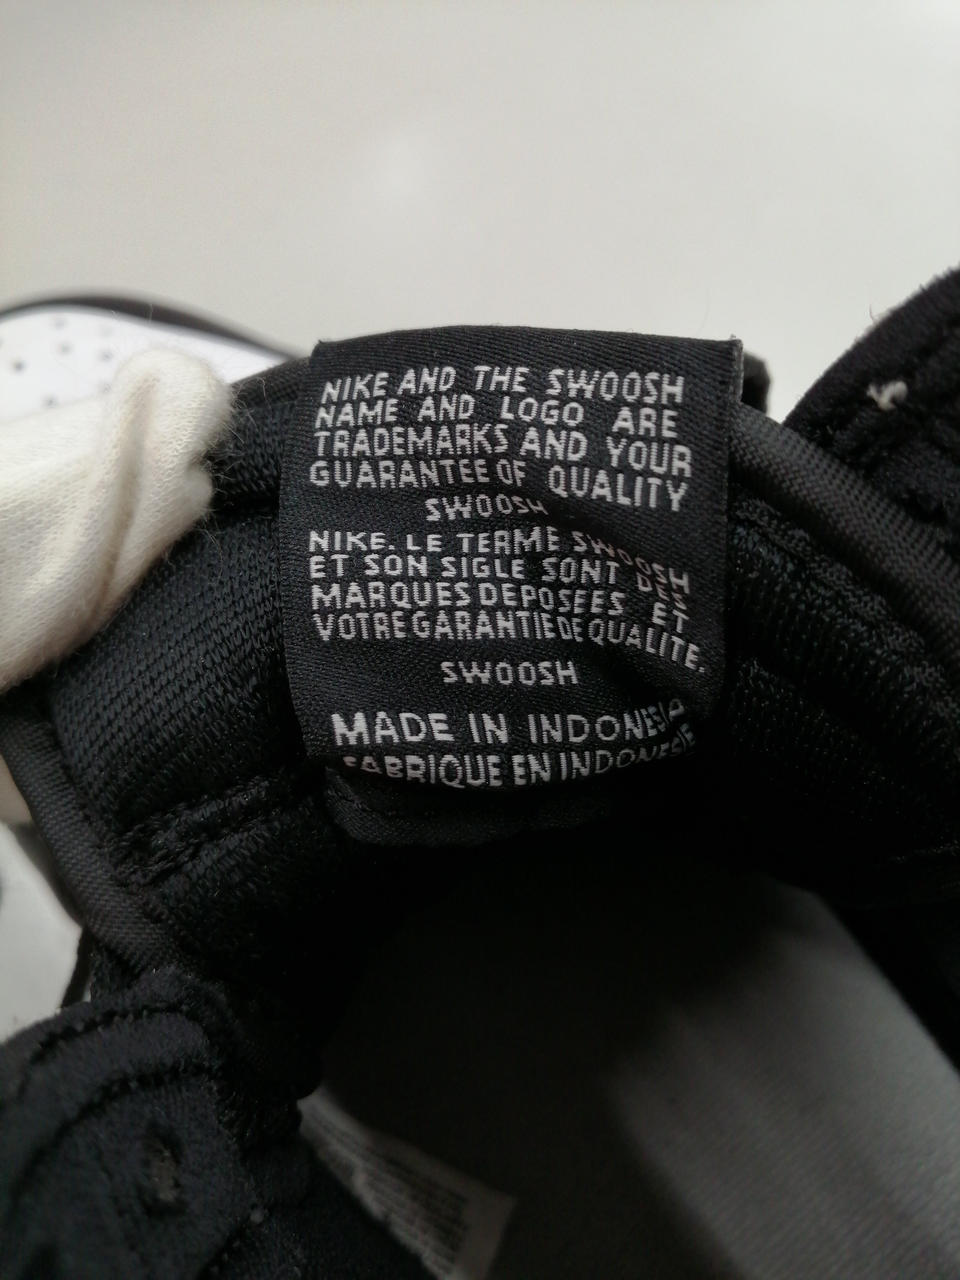 NIKE AND THE SWOOSH
NAME AND LOGO ARE
TRADEMARKS AND YOUR
GUARANTEE OF QUALITY
SWOOSH
NIKE. LE TERME SWOOSH
ET SON SIGLE SONT DES
MARQUES DEPOSEES ET
VOTRE GARANTIE DE QUALITE.
SWOOSH
MADE IN INDONESIA
FABRIQUE EN INDONESIE